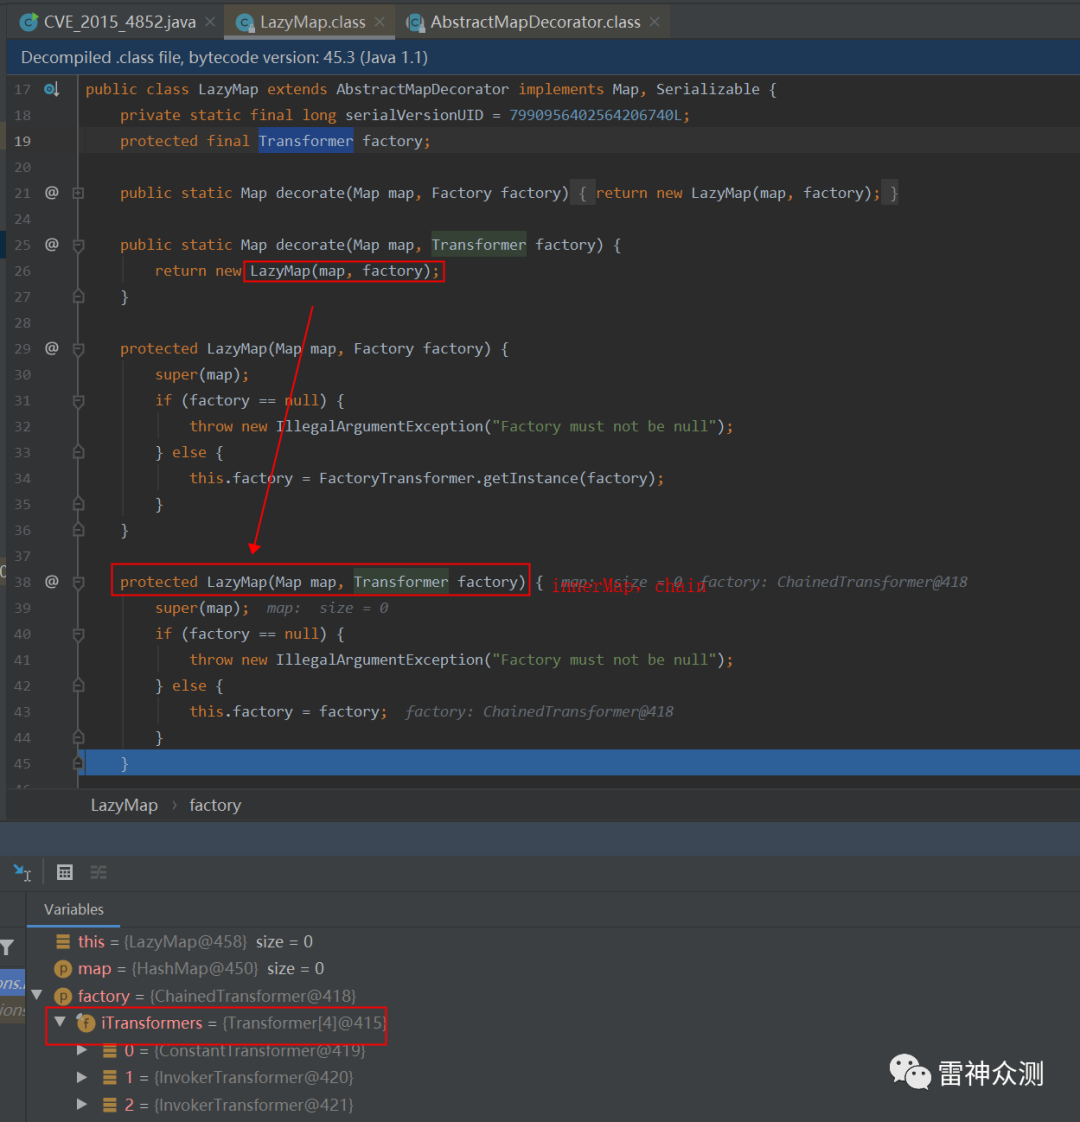 CVE_2015_4852.java × LazyMap.class × AbstractMapDecorator.class ×
Decompiled .class file, bytecode version: 45.3 (Java 1.1)
17 public class LazyMap extends AbstractMapDecorator implements Map, Serializable {
18 private static final long serialVersionUID = 7990956402564206740L;
19 protected final Transformer factory;
20
21 @ public static Map decorate(Map map, Factory factory) { return new LazyMap(map, factory); }
24
25 @ public static Map decorate(Map map, Transformer factory) {
26 return new LazyMap(map, factory);
27 }
28
29 @ protected LazyMap(Map map, Factory factory) {
30 super(map);
31 if (factory == null) {
32 throw new IllegalArgumentException("Factory must not be null");
33 } else {
34 this.factory = FactoryTransformer.getInstance(factory);
35 }
36 }
37
38 @ protected LazyMap(Map map, Transformer factory) { map: size = 0 factory: ChainedTransformer@418
innerMap, chain
39 super(map); map: size = 0
40 if (factory == null) {
41 throw new IllegalArgumentException("Factory must not be null");
42 } else {
43 this.factory = factory; factory: ChainedTransformer@418
44 }
45 }
LazyMap › factory
Variables
this = {LazyMap@458} size = 0
map = {HashMap@450} size = 0
factory = {ChainedTransformer@418}
iTransformers = {Transformer[4]@415}
0 = {ConstantTransformer@419}
1 = {InvokerTransformer@420}
2 = {InvokerTransformer@421}
雷神众测